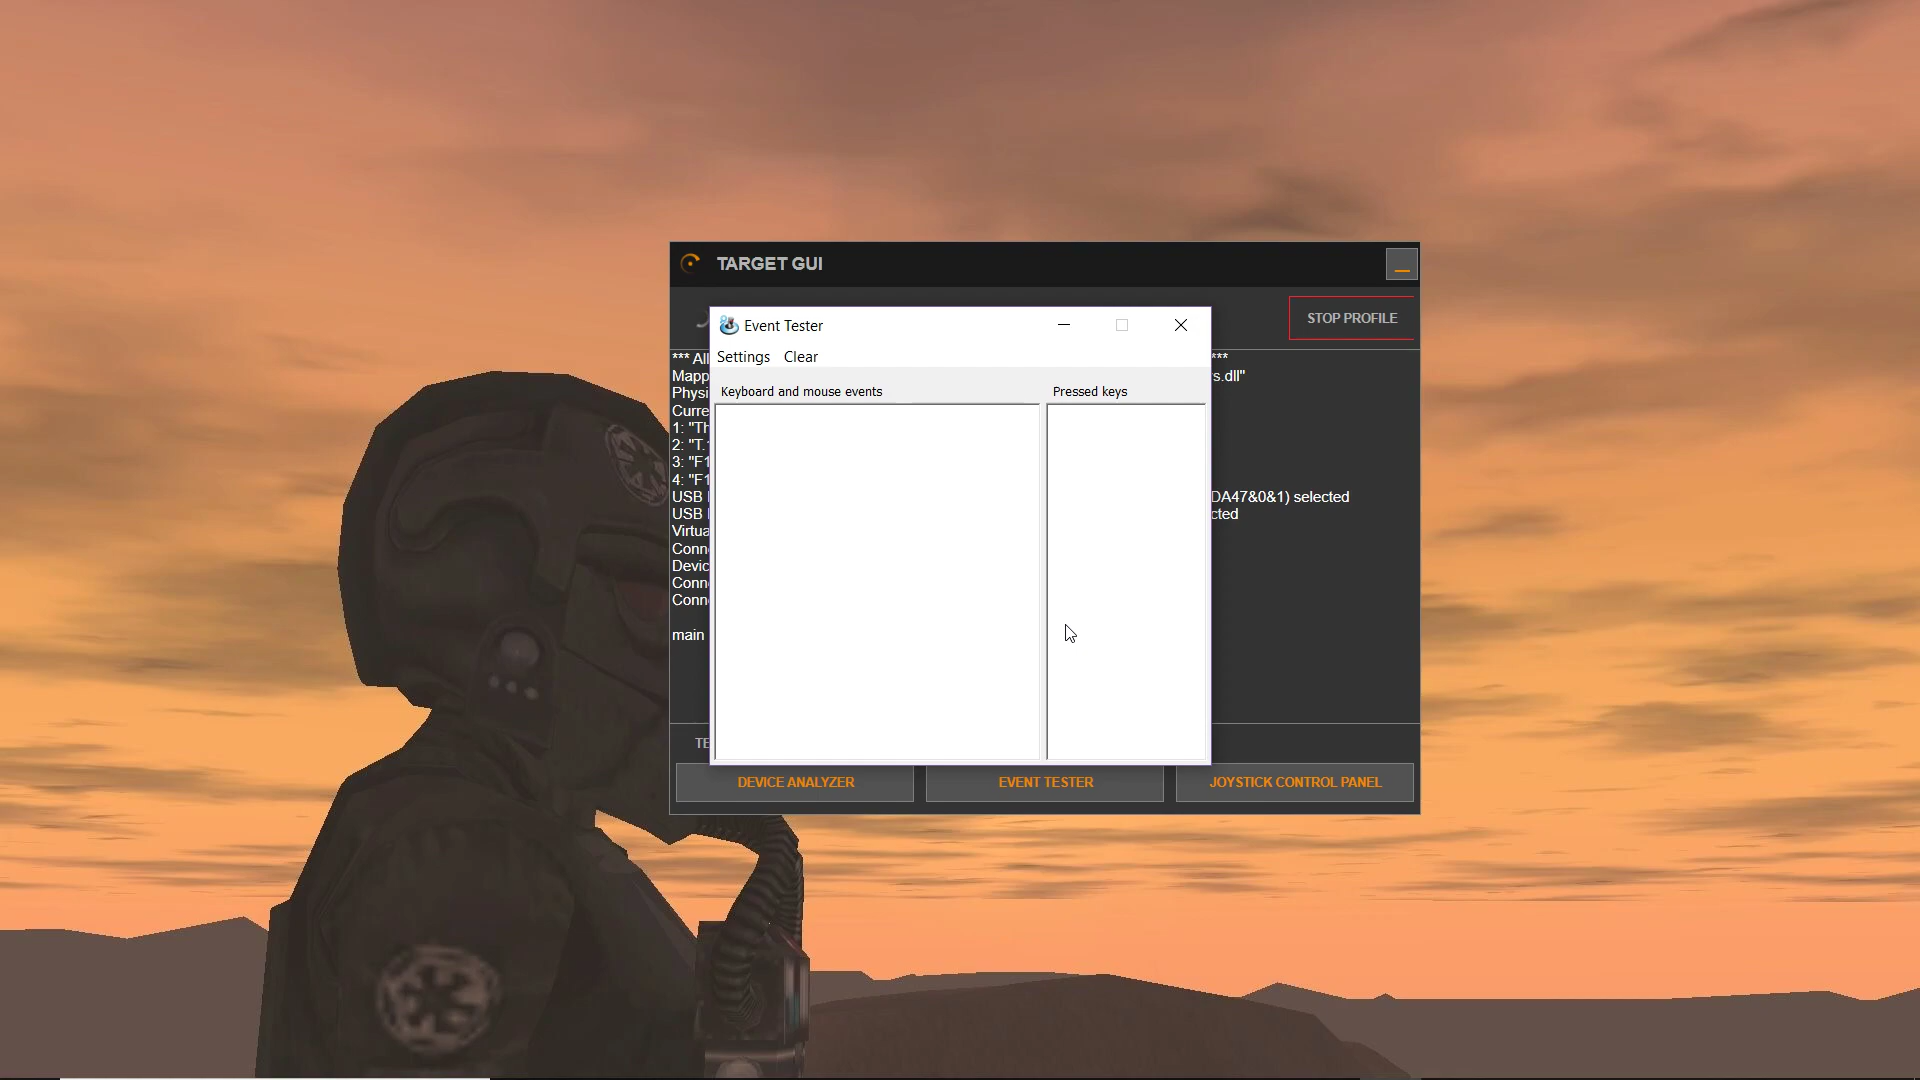 TARGET GUI
STOP PROFILE
Event Tester
Settings Clear
Keyboard and mouse events Pressed keys
*** All ***
Mapp s.dll"
Physi
Curre
1: "Th
2: "T.
3: "F1
4: "F1
USB DA47&0&1) selected
USB cted
Virtua
Conn
Devic
Conn
Conn
main
TE
DEVICE ANALYZER EVENT TESTER JOYSTICK CONTROL PANEL